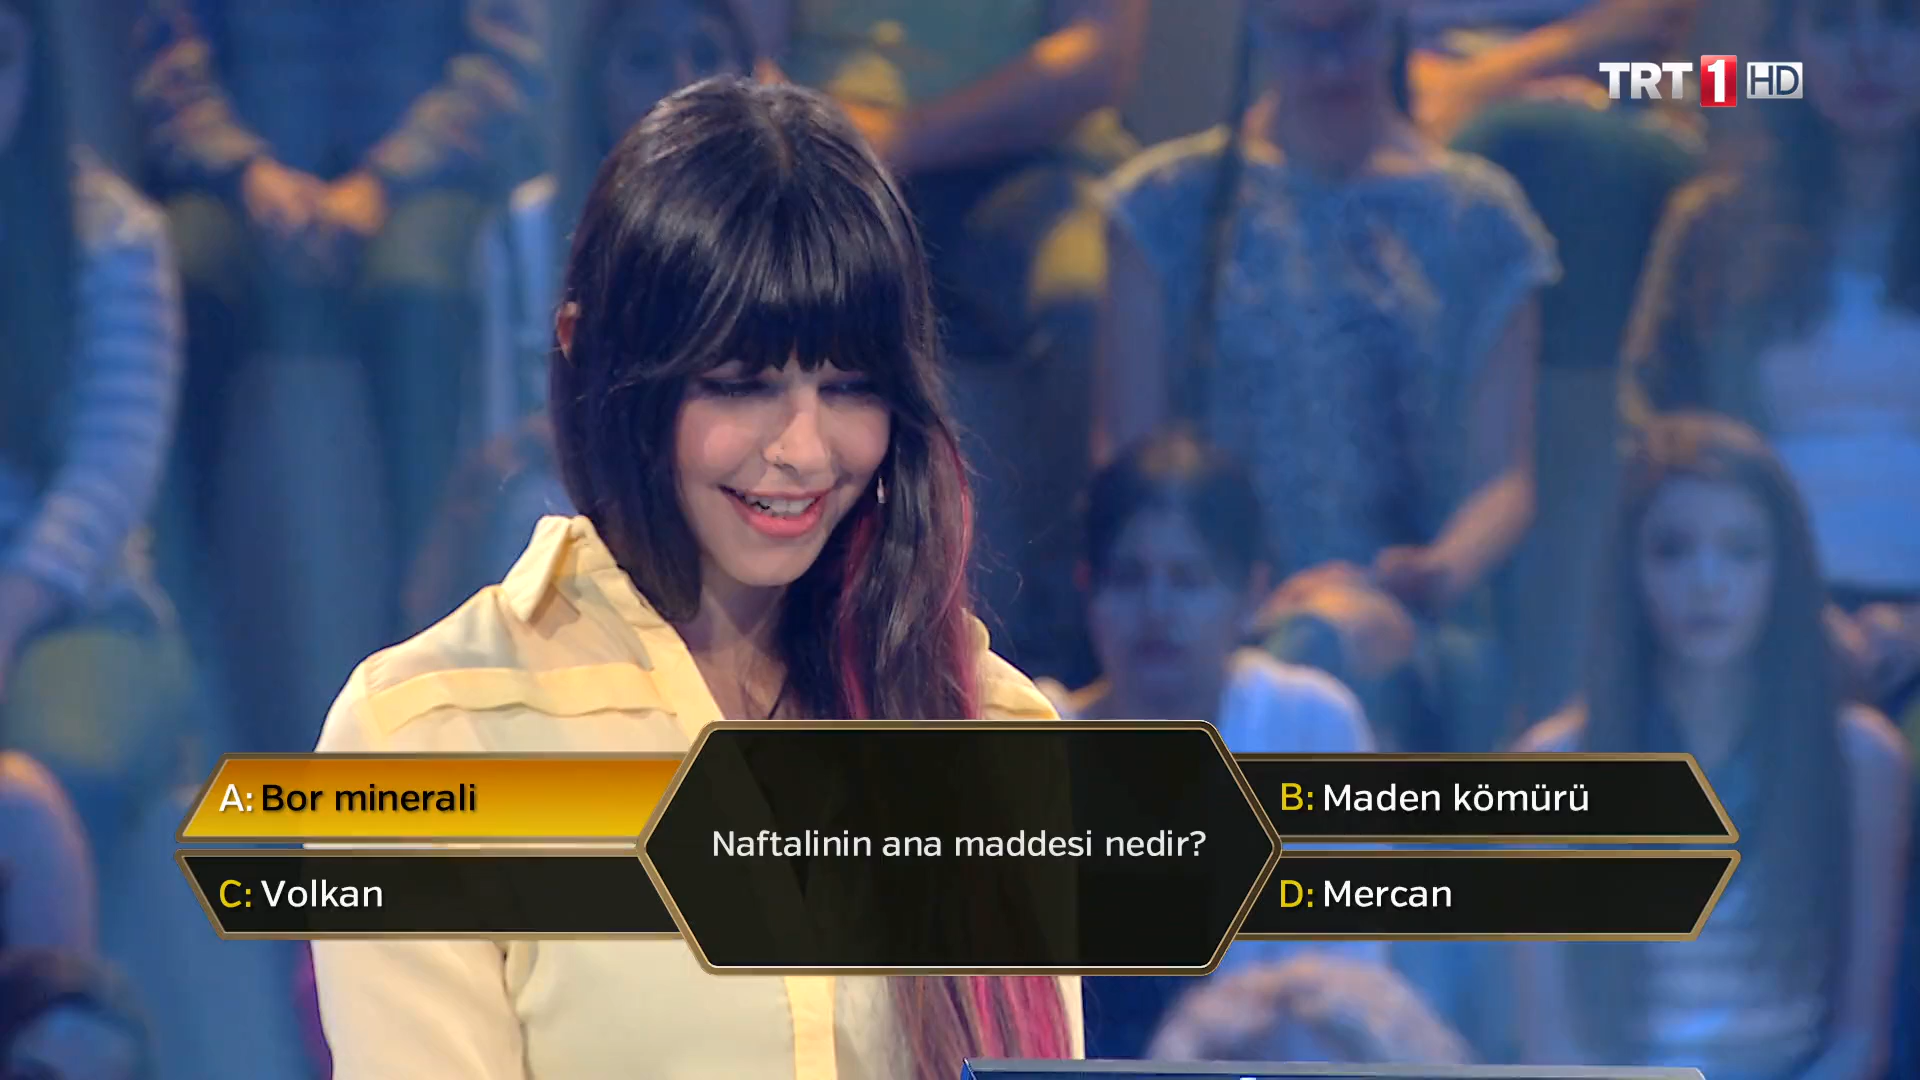 TRT 1 HD
Naftalinin ana maddesi nedir?
A: Bor minerali
B: Maden kömürü
C: Volkan
D: Mercan